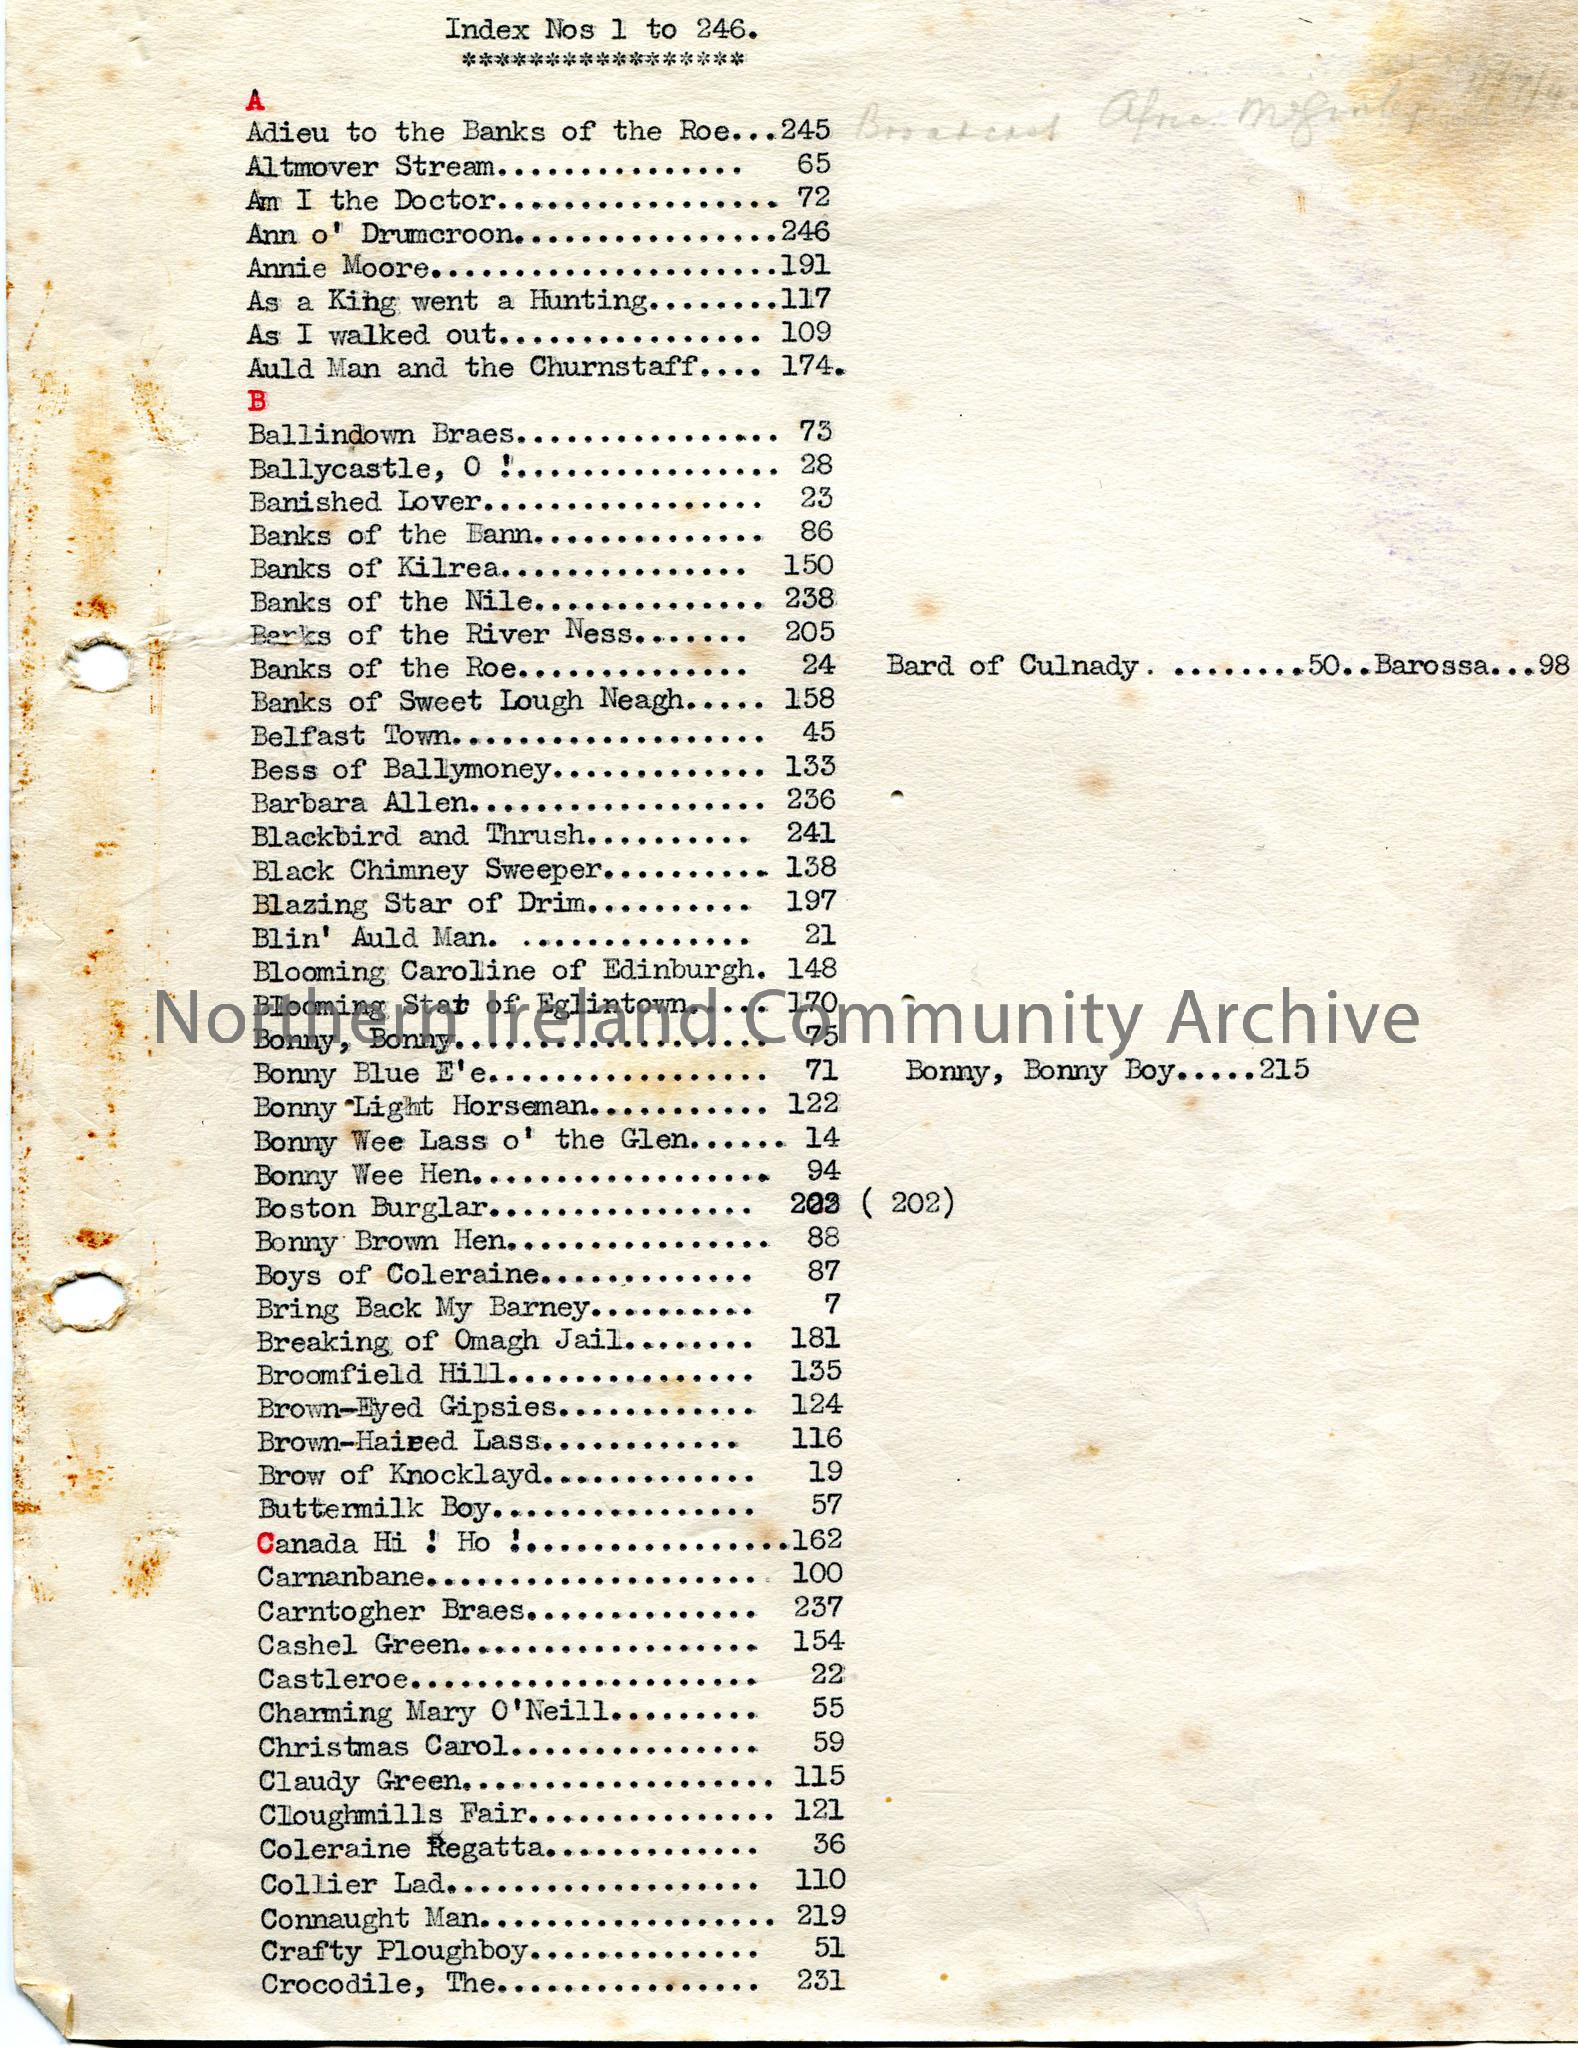 Index Nos 1 to 246.
*****************
A
Adieu to the Banks of the Roe...245 Broadcast
Altmover Stream............... 65
Am I the Doctor................. 72
Ann o' Drumcroon................246
Annie Moore.....................191
As a King went a Hunting........117
As I walked out................ 109
Auld Man and the Churnstaff.... 174.
B
Ballindown Braes................ 73
Ballycastle, O !................ 28
Banished Lover................. 23
Banks of the Bann.............. 86
Banks of Kilrea............... 150
Banks of the Nile.............. 238
Banks of the River Ness....... 205
Banks of the Roe.............. 24 Bard of Culnady. ........50..Barossa...98
Banks of Sweet Lough Neagh..... 158
Belfast Town................... 45
Bess of Ballymoney............. 133
Barbara Allen.................. 236
Blackbird and Thrush.......... 241
Black Chimney Sweeper.......... 138
Blazing Star of Drim.......... 197
Blin' Auld Man. .............. 21
Blooming Caroline of Edinburgh. 148
Blooming Star of Eglintown..... 170
Northern Ireland Community Archive
Bonny, Bonny................... 75
Bonny Blue E'e................. 71 Bonny, Bonny Boy.....215
Bonny Light Horseman........... 122
Bonny Wee Lass o' the Glen...... 14
Bonny Wee Hen.................. 94
Boston Burglar................ 202 ( 202)
Bonny Brown Hen................ 88
Boys of Coleraine............. 87
Bring Back My Barney.......... 7
Breaking of Omagh Jail........ 181
Broomfield Hill............... 135
Brown-Eyed Gipsies............ 124
Brown-Haired Lass............ 116
Brow of Knocklayd............. 19
Buttermilk Boy................ 57
Canada Hi ! Ho !................162
Carnanbane.................... 100
Carntogher Braes.............. 237
Cashel Green.................. 154
Castleroe..................... 22
Charming Mary O'Neill......... 55
Christmas Carol............... 59
Claudy Green................... 115
Cloughmills Fair............... 121
Coleraine Regatta............. 36
Collier Lad................... 110
Connaught Man.................. 219
Crafty Ploughboy.............. 51
Crocodile, The................ 231